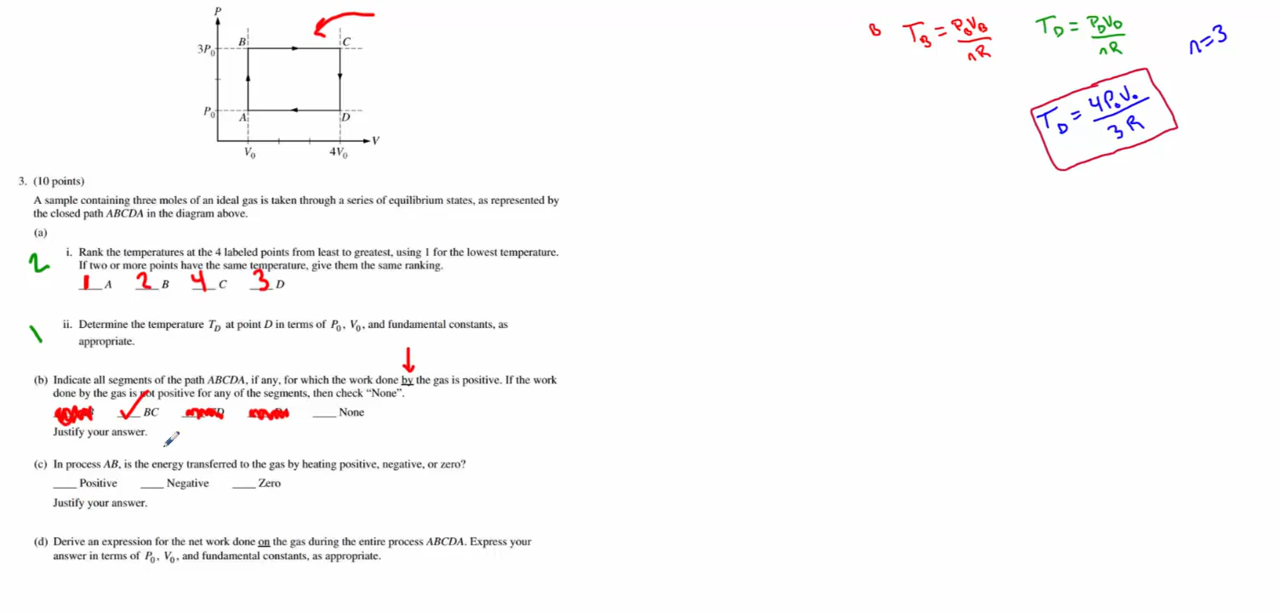 P
B
C
3P₀
P₀
A
D
V₀
4V₀
V
B T_B = P_B V_B / nR
T_D = P_D V_D / nR
n=3
T_D = 4P₀V₀ / 3R
3. (10 points)
A sample containing three moles of an ideal gas is taken through a series of equilibrium states, as represented by
the closed path ABCDA in the diagram above.
(a)
2
i. Rank the temperatures at the 4 labeled points from least to greatest, using 1 for the lowest temperature.
If two or more points have the same temperature, give them the same ranking.
1 A 2 B 4 C 3 D
1
ii. Determine the temperature T_D at point D in terms of P₀, V₀, and fundamental constants, as
appropriate.
(b) Indicate all segments of the path ABCDA, if any, for which the work done by the gas is positive. If the work
done by the gas is not positive for any of the segments, then check “None”.
✓ BC ____ None
Justify your answer.
(c) In process AB, is the energy transferred to the gas by heating positive, negative, or zero?
____ Positive ____ Negative ____ Zero
Justify your answer.
(d) Derive an expression for the net work done on the gas during the entire process ABCDA. Express your
answer in terms of P₀, V₀, and fundamental constants, as appropriate.